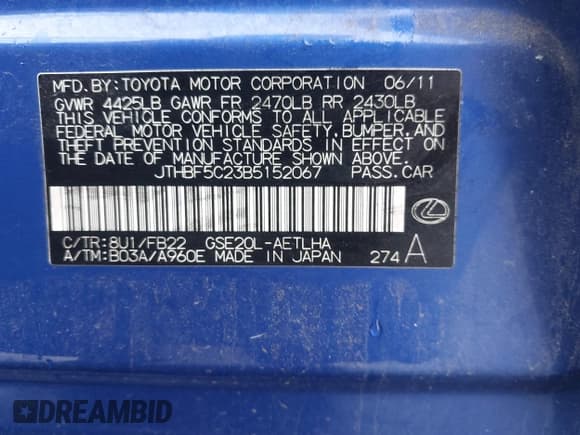 MFD.BY:TOYOTA MOTOR CORPORATION 06/11
GVWR 4425LB GAWR FR 2470LB RR 2430LB
THIS VEHICLE CONFORMS TO ALL APPLICABLE
FEDERAL MOTOR VEHICLE SAFETY,BUMPER,AND
THEFT PREVENTION STANDARDS IN EFFECT ON
THE DATE OF MANUFACTURE SHOWN ABOVE.
JTHBF5C23B5152067 PASS.CAR
C/TR:8U1/FB22 GSE20L-AETLHA
A/TM:B03A/A960E MADE IN JAPAN 274 A
DREAMBID